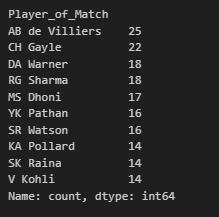 Player_of_Match
AB de Villiers    25
CH Gayle          22
DA Warner         18
RG Sharma         18
MS Dhoni          17
YK Pathan         16
SR Watson         16
KA Pollard        14
SK Raina          14
V Kohli           14
Name: count, dtype: int64